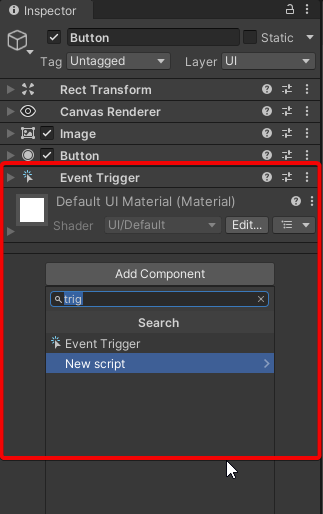 Inspector
Button
Static
Tag Untagged Layer UI
Rect Transform
Canvas Renderer
Image
Button
Event Trigger
Default UI Material (Material)
Shader UI/Default Edit...
Add Component
trig
Search
Event Trigger
New script